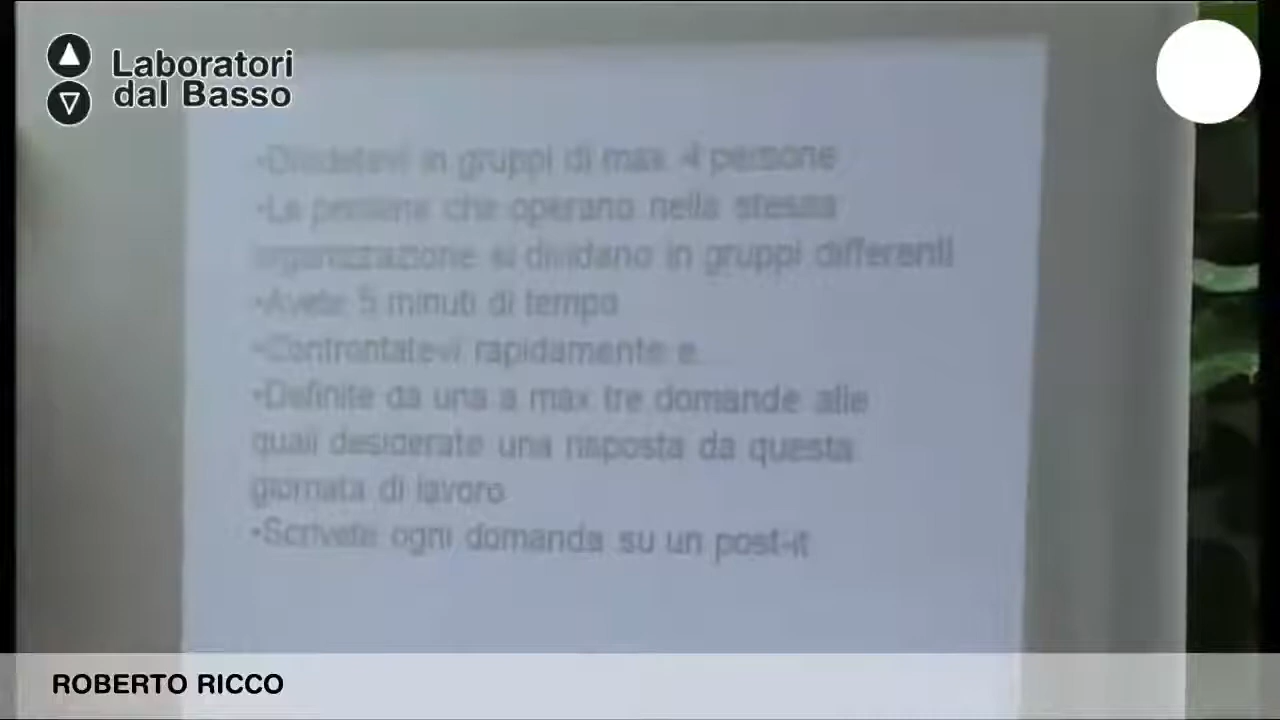 Laboratori
dal Basso
•Dividetevi in gruppi di max 4 persone
•Le persone che operano nella stessa
organizzazione si dividano in gruppi differenti
•Avete 5 minuti di tempo
•Confrontatevi rapidamente e...
•Definite da una a max tre domande alle
quali desiderate una risposta da questa
giornata di lavoro
•Scrivete ogni domanda su un post-it
ROBERTO RICCO